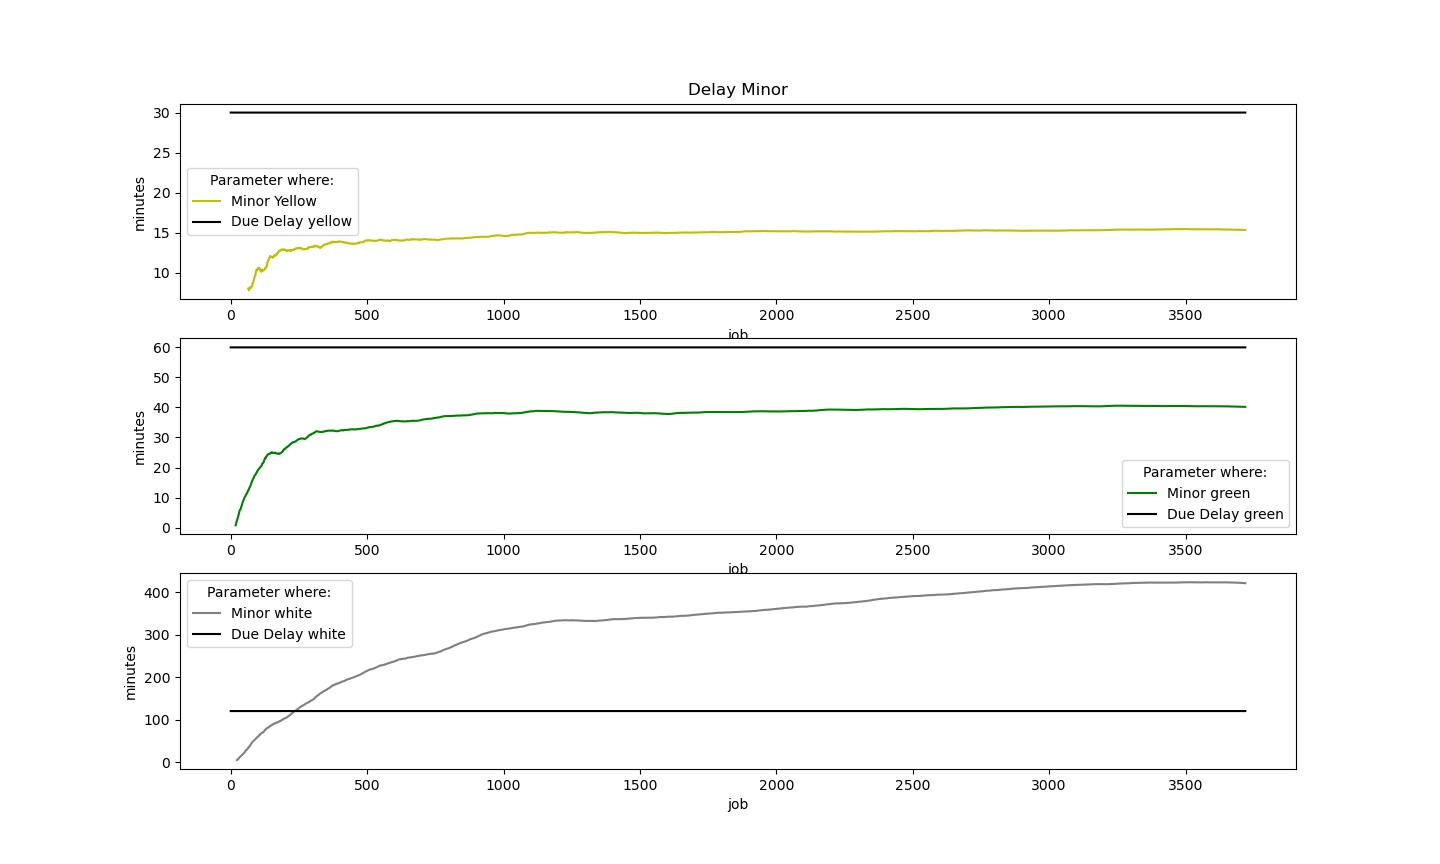 Delay Minor
30
25
20
15
10
minutes
Parameter where:
Minor Yellow
Due Delay yellow
0 500 1000 1500 2000 2500 3000 3500
job
60
50
40
30
20
10
0
minutes
Parameter where:
Minor green
Due Delay green
0 500 1000 1500 2000 2500 3000 3500
job
400
300
200
100
0
minutes
Parameter where:
Minor white
Due Delay white
0 500 1000 1500 2000 2500 3000 3500
job